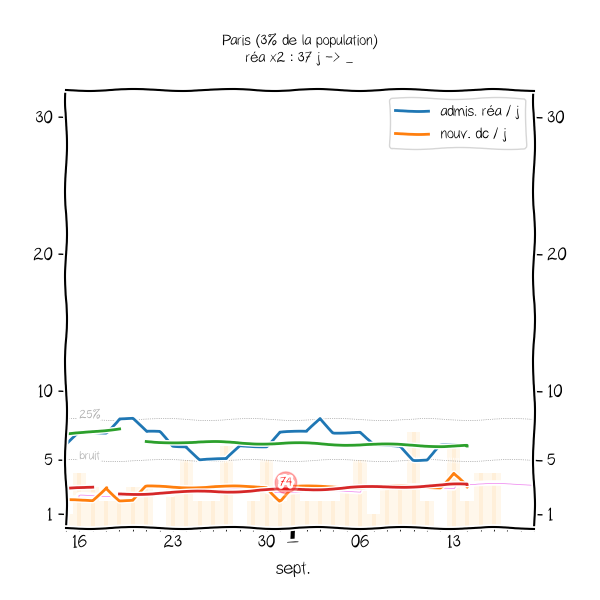 Paris (3% de la population)
réa x2 : 37 j -> _
admis. réa / j
nouv. dc / j
30
30
20
20
10
10
25%
5
bruit
5
74
1
1
16
23
30
06
13
sept.